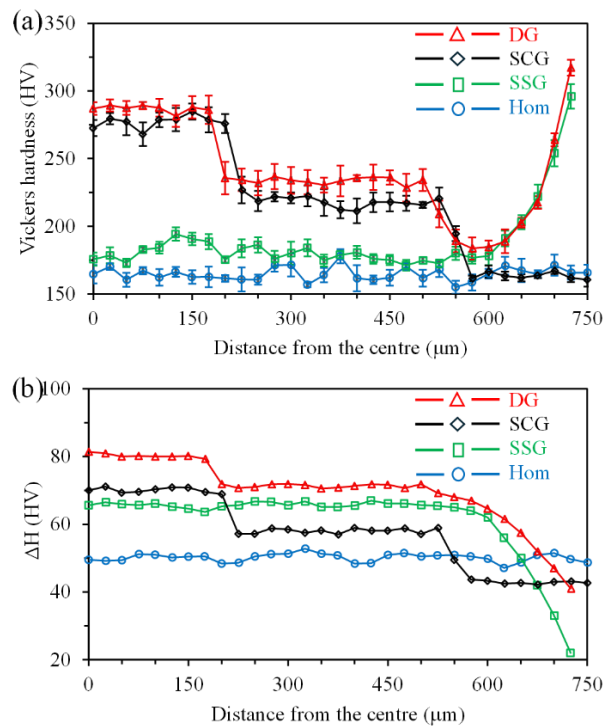 (a)
350
300
250
200
150
Vickers hardness (HV)
DG
SCG
SSG
Hom
0
150
300
450
600
750
Distance from the centre (μm)
(b)
100
80
60
40
20
ΔH (HV)
DG
SCG
SSG
Hom
0
150
300
450
600
750
Distance from the centre (μm)